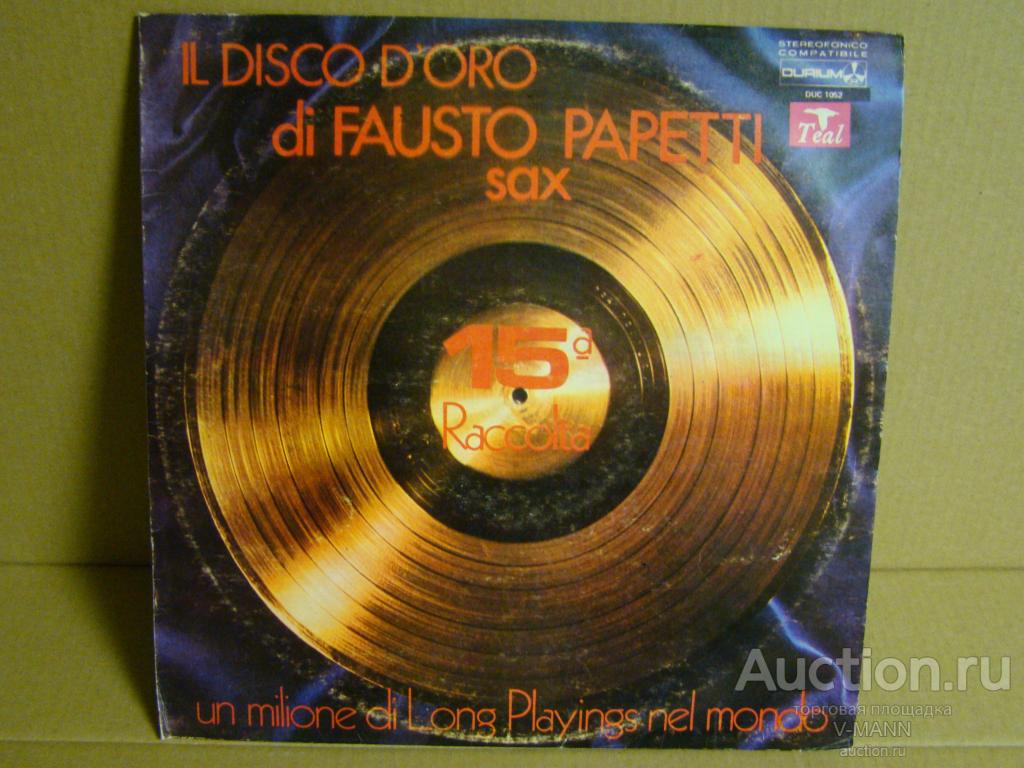 IL DISCO D'ORO
di FAUSTO PAPETTI
sax
STEREOFONICO
COMPATIBILE
DURIUM
DUC 1052
Teal
15ª
Raccolta
un milione di Long Playings nel mondo
Auction.ru
торговая площадка
V-MANN
auction.ru